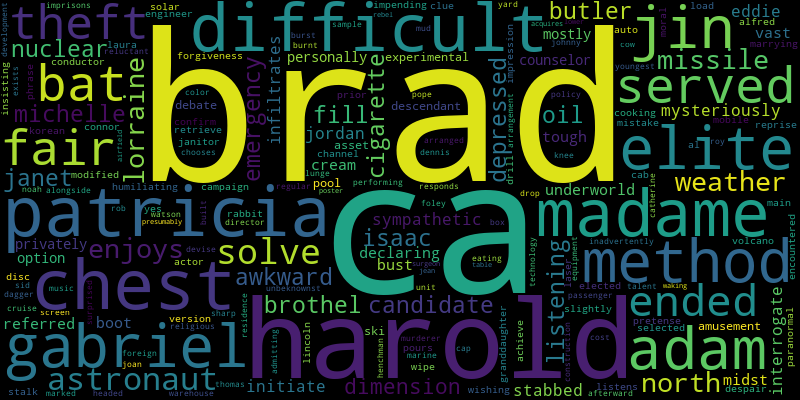 brad
ca
harold
patricia
gabriel
difficult
madame
chest
theft
jin
served
elite
method
adam
fair
bat
astronaut
ended
missile
butler
nuclear
michelle
janet
lorraine
emergency
infiltrates
cigarette
depressed
personally
mostly
experimental
counselor
eddie
vast
mysteriously
weather
underworld
fill
oil
tough
jordan
asset
cream
pool
enjoys
solve
awkward
privately
option
referred
boot
brothel
candidate
isaac
sympathetic
declaring
bust
listening
dimension
initiate
stabbed
north
midst
interrogate
amusement
paranormal
solar
engineer
impending
clue
forgiveness
conductor
debate
descendant
prior
retrieve
janitor
chooses
confirm
color
burst
burnt
sample
rebel
mud
yard
acquires
impression
johnny
load
alfred
cow
moral
marrying
laura
reluctant
imprisons
development
insisting
exists
phrase
korean
connor
airfield
noah
alongside
modified
auto
youngest
policy
cooking
mistake
mobile
reprise
knee
drill
arrangement
arranged
dennis
channel
lunge
pope
regular
poster
performing
responds
drop
cab
catherine
main
volcano
encountered
inadvertently
humiliating
campaign
rob
yes
watson
presumably
built
rabbit
director
devise
actor
foley
box
eating
table
surgeon
jean
unit
technology
laser
equipment
elected
talent
waking
passenger
slightly
pretense
selected
disc
sid
dagger
music
cruise
screen
surprises
version
religious
unbeknownst
sharp
residence
foreign
joan
thomas
admitting
lincoln
ski
pours
henchman
murderer
marine
wipe
cap
achieve
wishing
granddaughter
construction
cost
listens
afterward
despair
stalk
marked
headed
warehouse